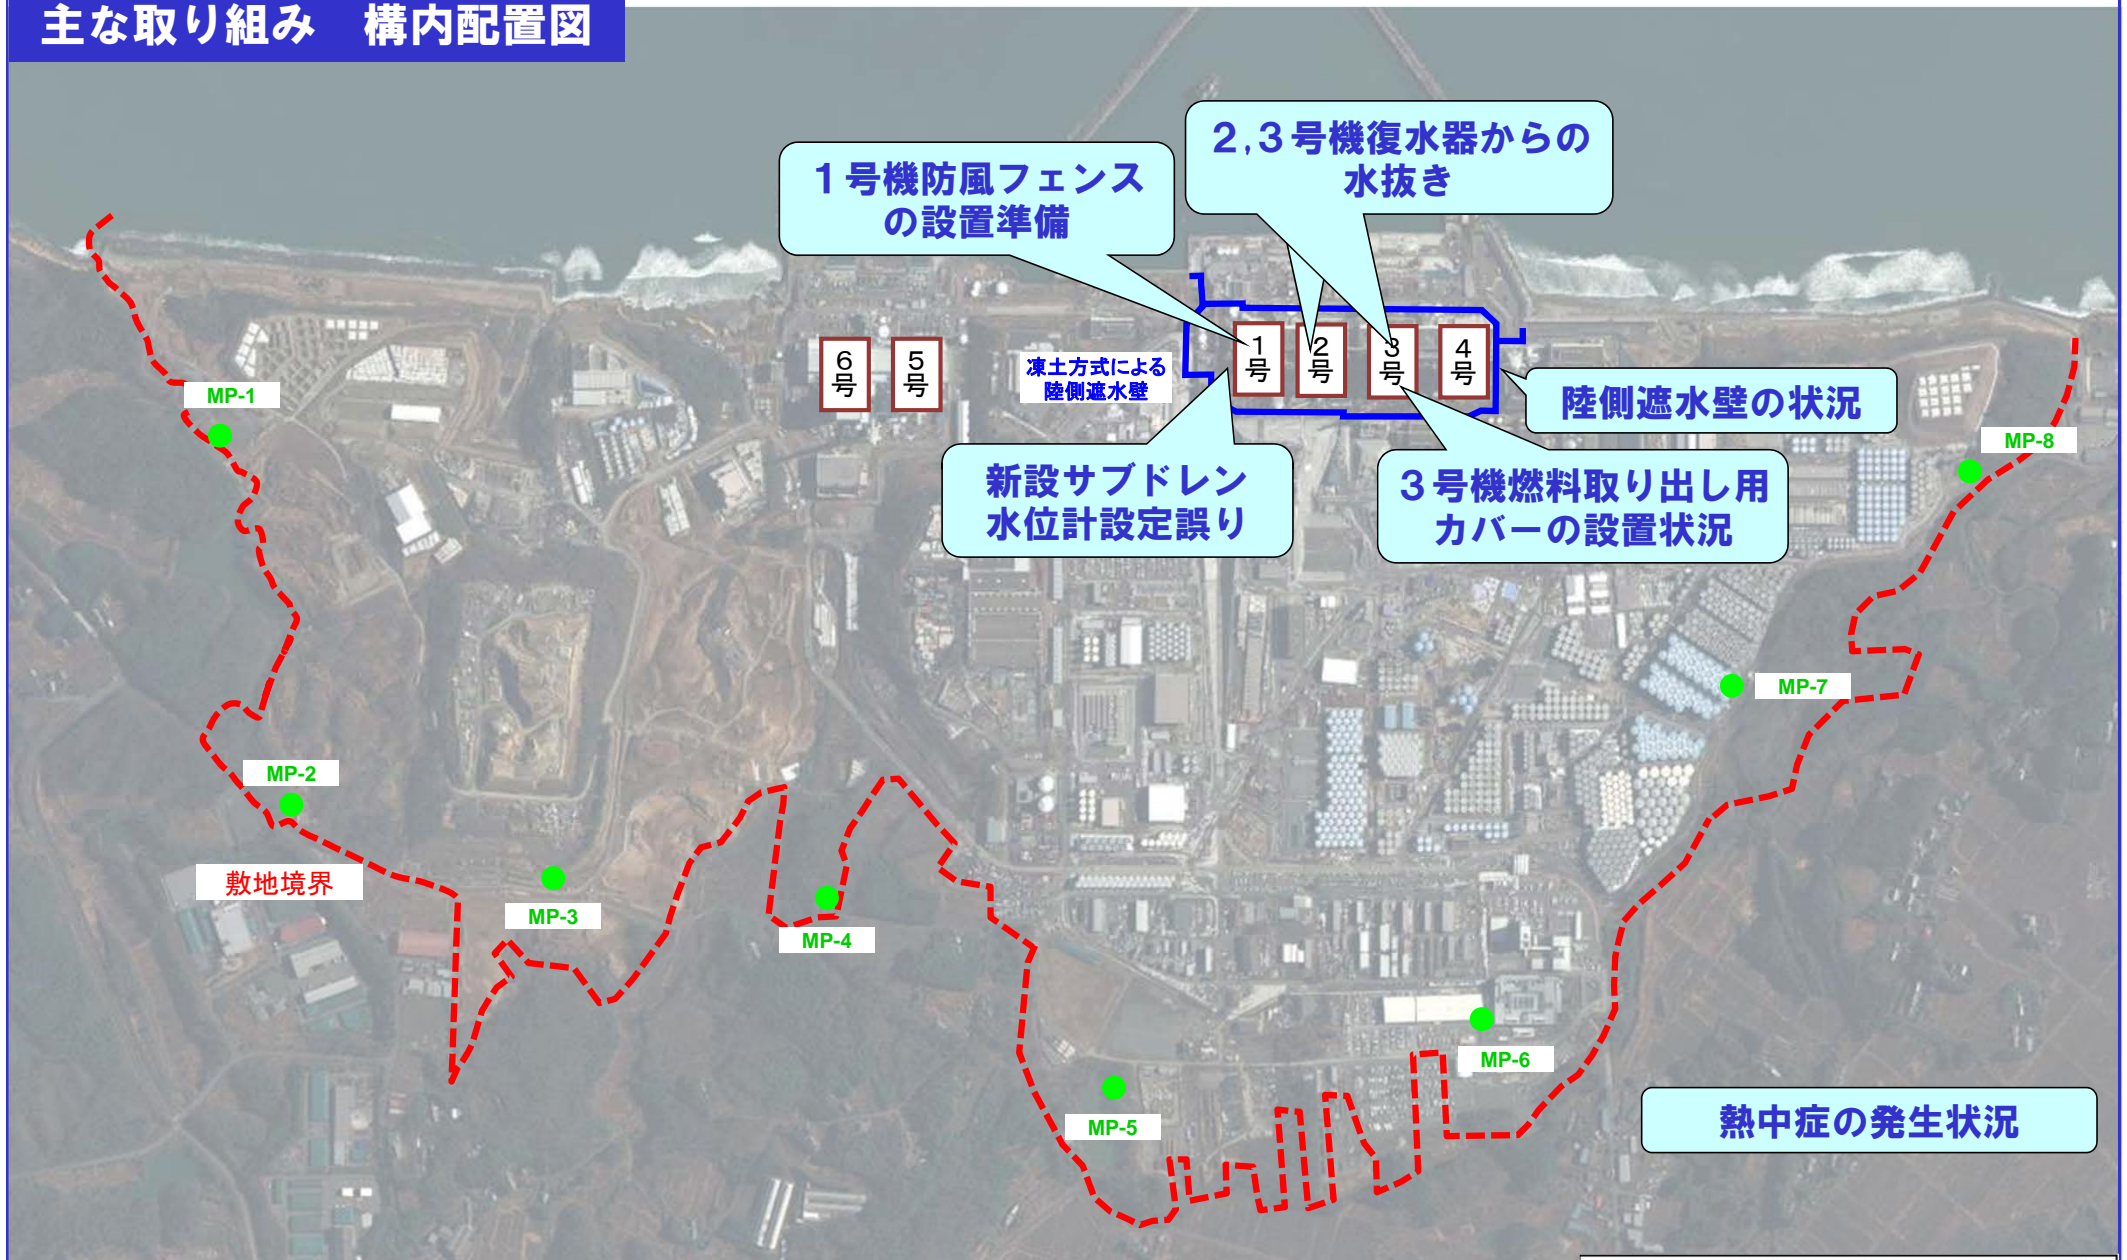 主な取り組み　構内配置図
２,３号機復水器からの
水抜き
１号機防風フェンス
の設置準備
6
号
5
号
凍土方式による
陸側遮水壁
1
号
2
号
3
号
4
号
陸側遮水壁の状況
MP-1
MP-8
新設サブドレン
水位計設定誤り
３号機燃料取り出し用
カバーの設置状況
MP-7
MP-2
敷地境界
MP-3
MP-4
MP-6
MP-5
熱中症の発生状況